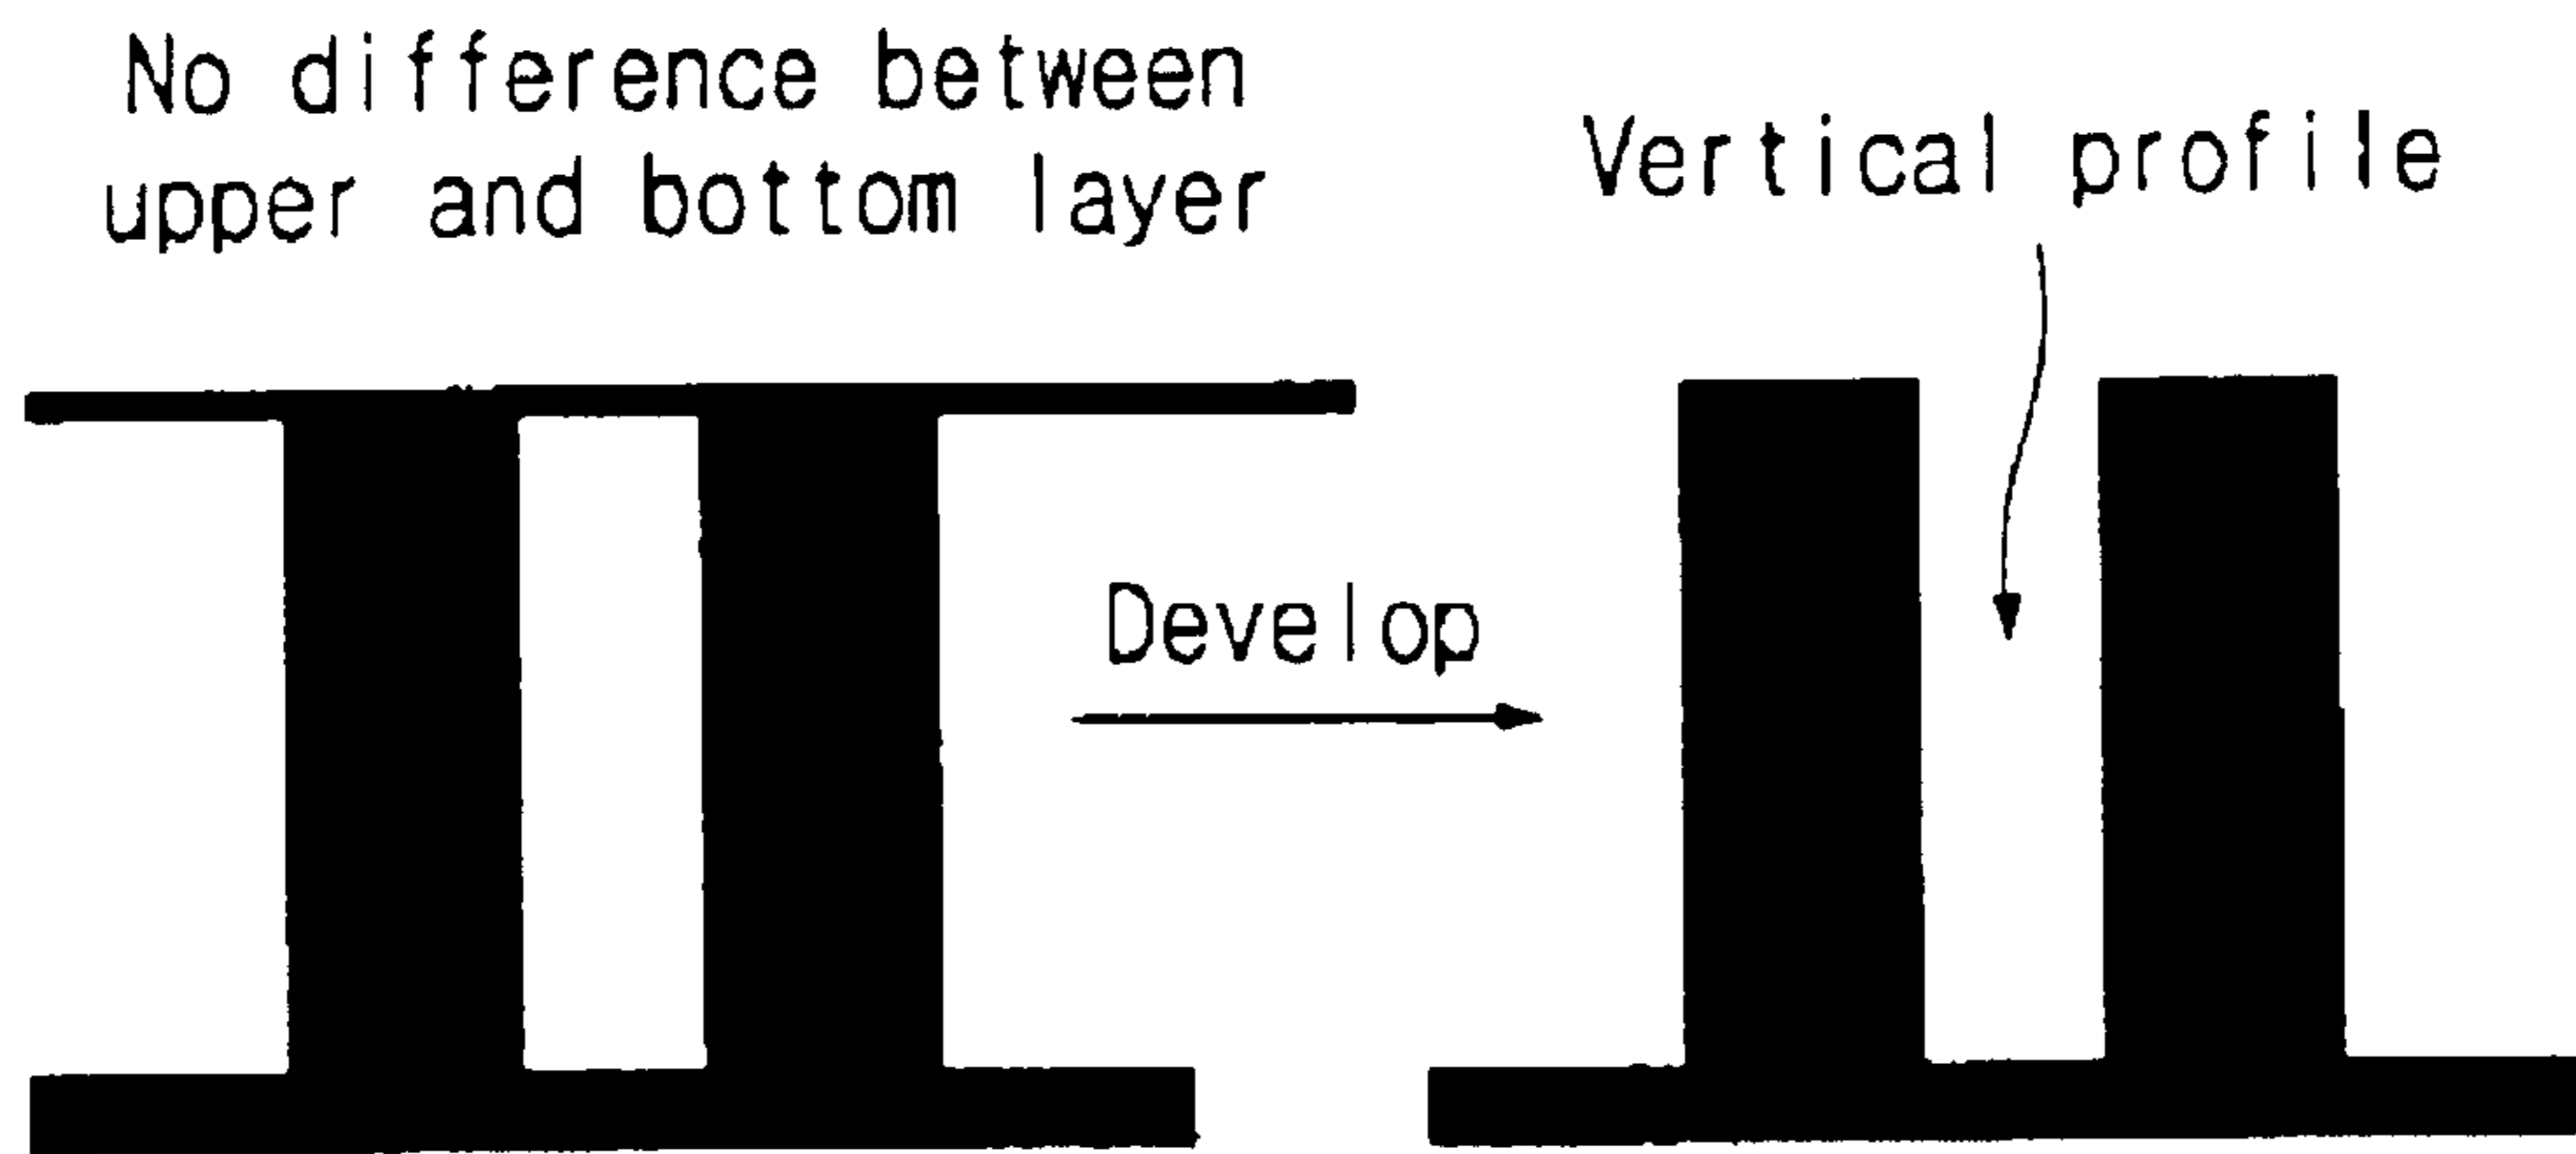 No difference between
upper and bottom layer
Vertical profile
Develop